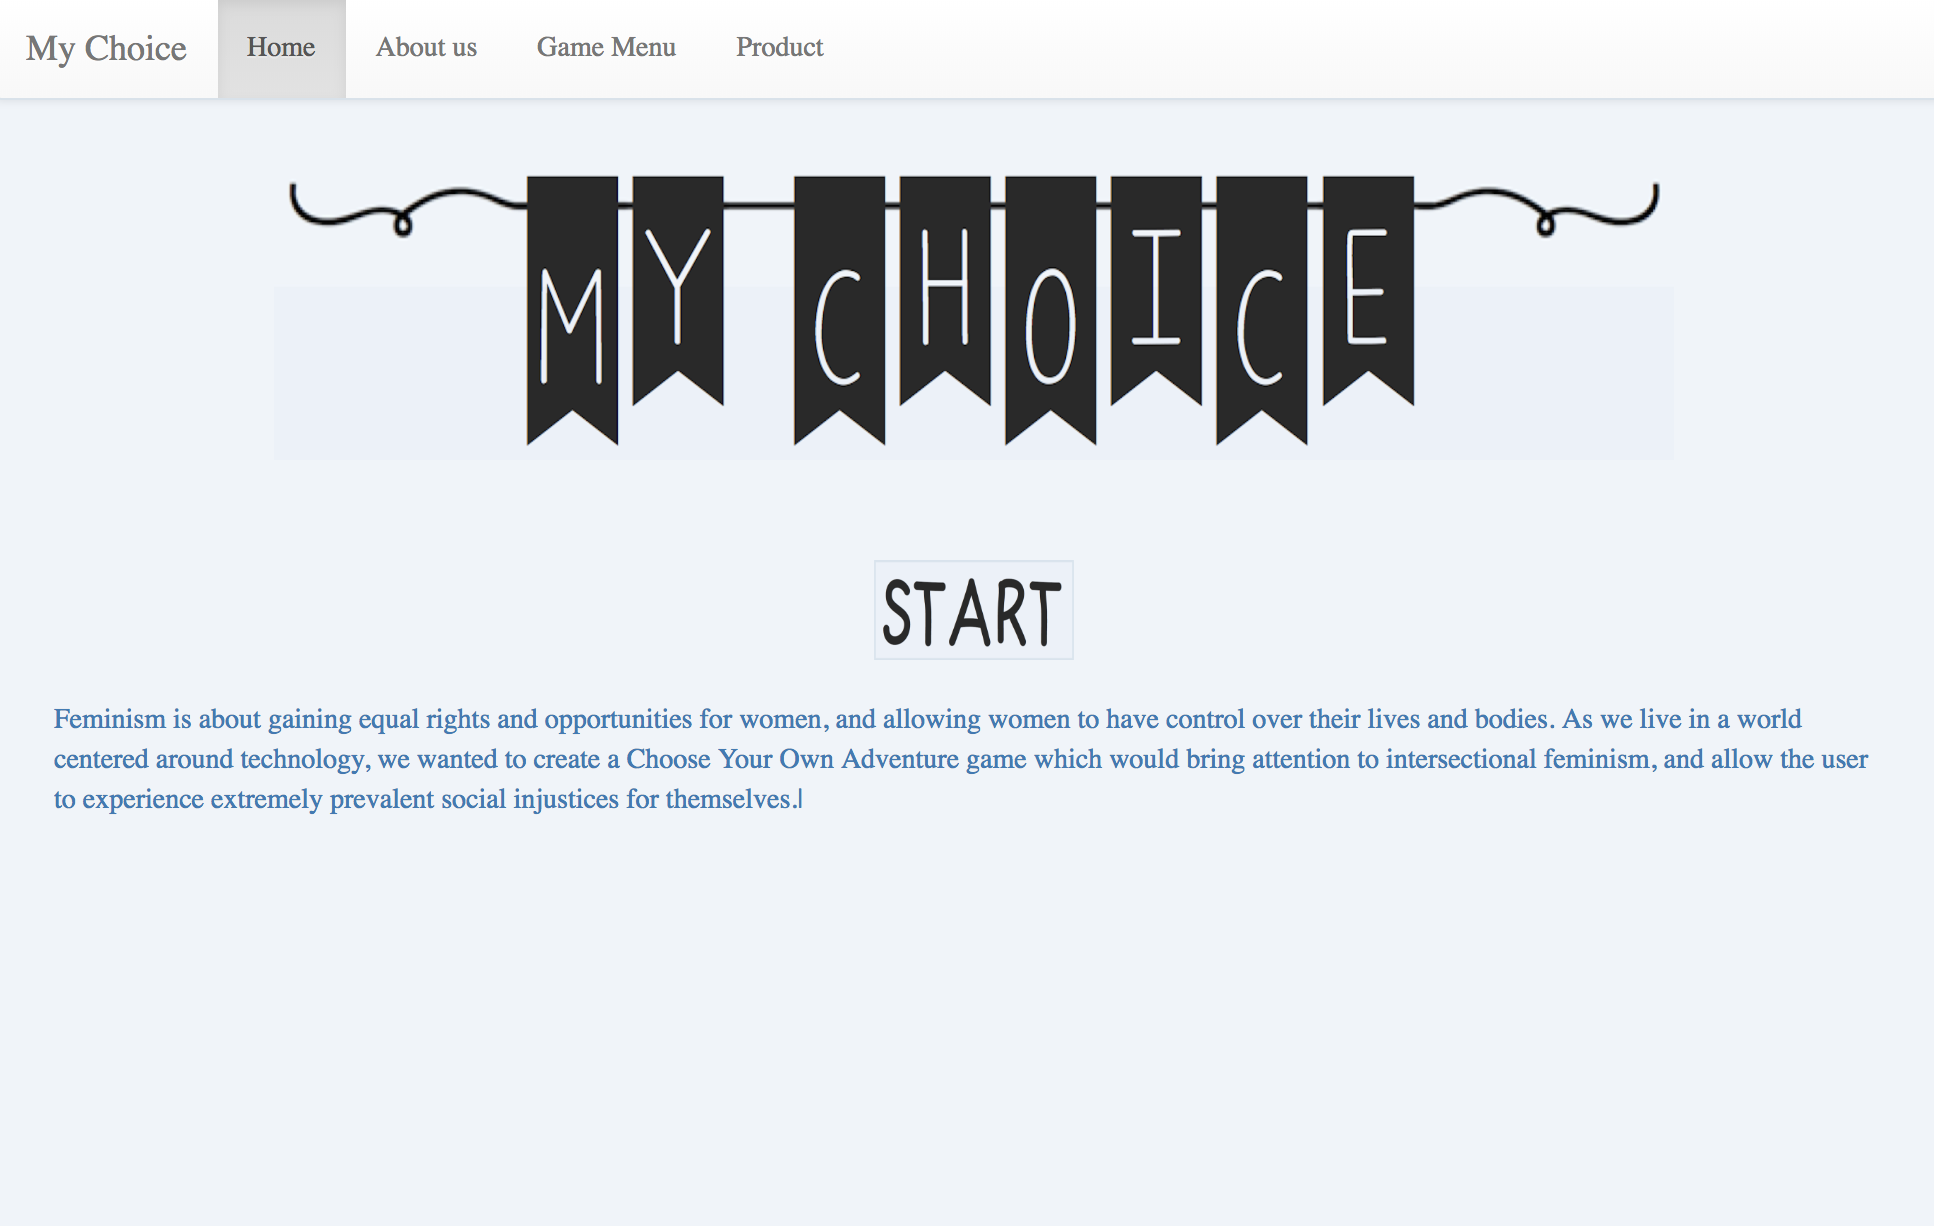 My Choice Home About us Game Menu Product
MY CHOICE
START
Feminism is about gaining equal rights and opportunities for women, and allowing women to have control over their lives and bodies. As we live in a world
centered around technology, we wanted to create a Choose Your Own Adventure game which would bring attention to intersectional feminism, and allow the user
to experience extremely prevalent social injustices for themselves.|